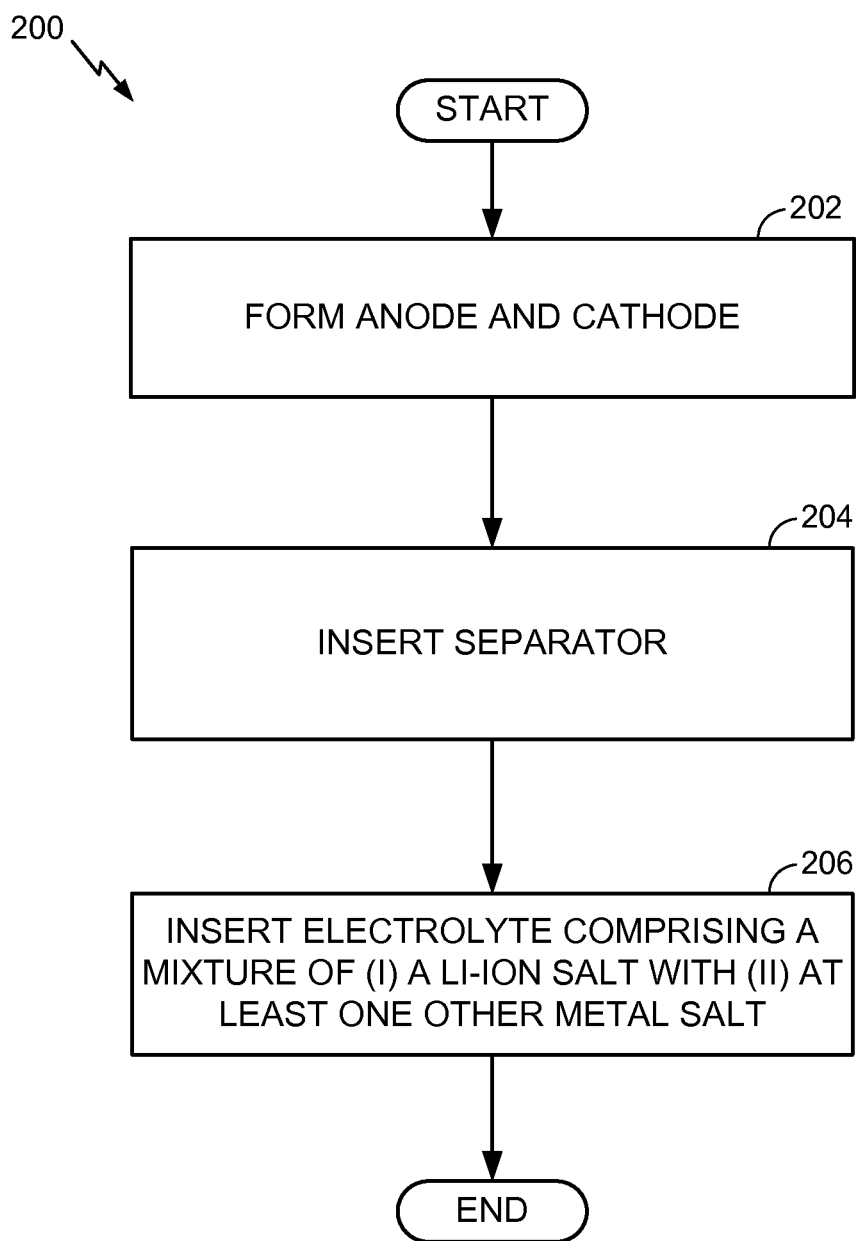 200
START
202
FORM ANODE AND CATHODE
204
INSERT SEPARATOR
206
INSERT ELECTROLYTE COMPRISING A
MIXTURE OF (I) A LI-ION SALT WITH (II) AT
LEAST ONE OTHER METAL SALT
END